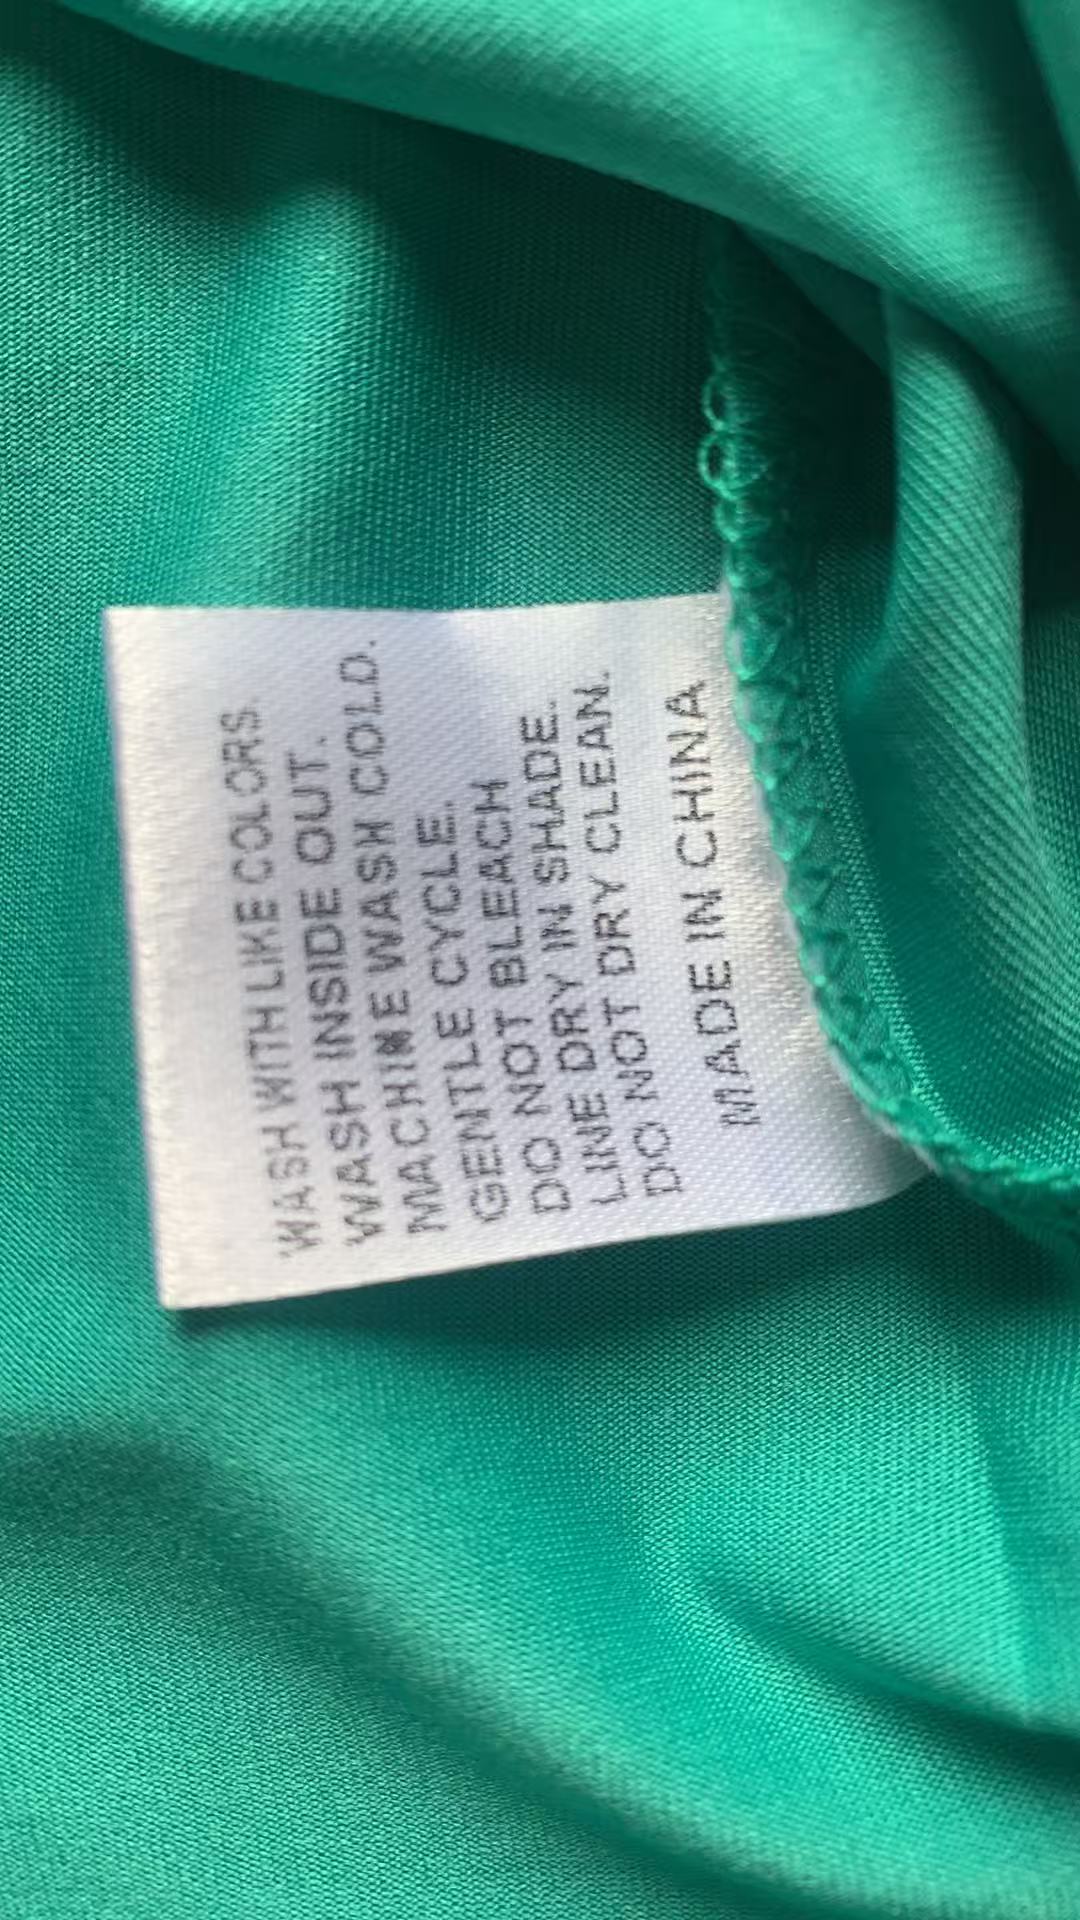 WASH WITH LIKE COLORS.
WASH INSIDE OUT.
MACHINE WASH COLD.
GENTLE CYCLE.
DO NOT BLEACH
LINE DRY IN SHADE.
DO NOT DRY CLEAN.
MADE IN CHINA